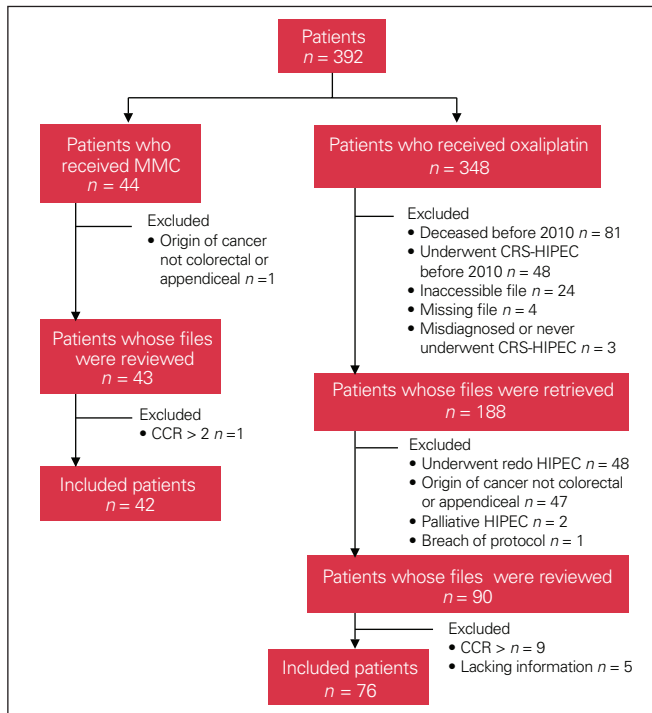 Patients
n = 392
Patients who
received MMC
n = 44
Excluded
• Origin of cancer
not colorectal or
appendiceal n =1
Patients whose files
were reviewed
n = 43
Excluded
• CCR > 2 n =1
Included patients
n = 42
Patients who received oxaliplatin
n = 348
Excluded
• Deceased before 2010 n = 81
• Underwent CRS-HIPEC
before 2010 n = 48
• Inaccessible file n = 24
• Missing file n = 4
• Misdiagnosed or never
underwent CRS-HIPEC n = 3
Patients whose files were retrieved
n = 188
Excluded
• Underwent redo HIPEC n = 48
• Origin of cancer not colorectal
or appendiceal n = 47
• Palliative HIPEC n = 2
• Breach of protocol n = 1
Patients whose files were reviewed
n = 90
Excluded
• CCR > n = 9
• Lacking information n = 5
Included patients
n = 76